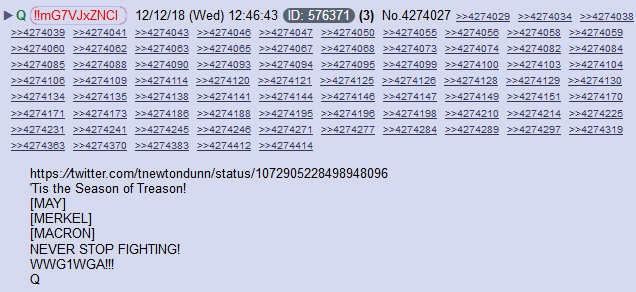 ▶ Q !!mG7VJxZNCI 12/12/18 (Wed) 12:46:43 ID: 576371 (3) No.4274027 >>4274029 >>4274034 >>4274038
>>4274039 >>4274041 >>4274043 >>4274046 >>4274047 >>4274050 >>4274055 >>4274056 >>4274058 >>4274059
>>4274060 >>4274062 >>4274063 >>4274065 >>4274067 >>4274068 >>4274073 >>4274074 >>4274082 >>4274084
>>4274085 >>4274088 >>4274090 >>4274093 >>4274094 >>4274095 >>4274099 >>4274100 >>4274103 >>4274104
>>4274106 >>4274109 >>4274114 >>4274120 >>4274121 >>4274125 >>4274126 >>4274128 >>4274129 >>4274130
>>4274134 >>4274135 >>4274138 >>4274141 >>4274144 >>4274146 >>4274147 >>4274149 >>4274151 >>4274170
>>4274171 >>4274173 >>4274186 >>4274188 >>4274195 >>4274196 >>4274198 >>4274210 >>4274214 >>4274225
>>4274231 >>4274241 >>4274245 >>4274246 >>4274271 >>4274277 >>4274284 >>4274289 >>4274297 >>4274319
>>4274363 >>4274370 >>4274383 >>4274412 >>4274414
https://twitter.com/tnewtondunn/status/1072905228498948096
'Tis the Season of Treason!
[MAY]
[MERKEL]
[MACRON]
NEVER STOP FIGHTING!
WWG1WGA!!!
Q